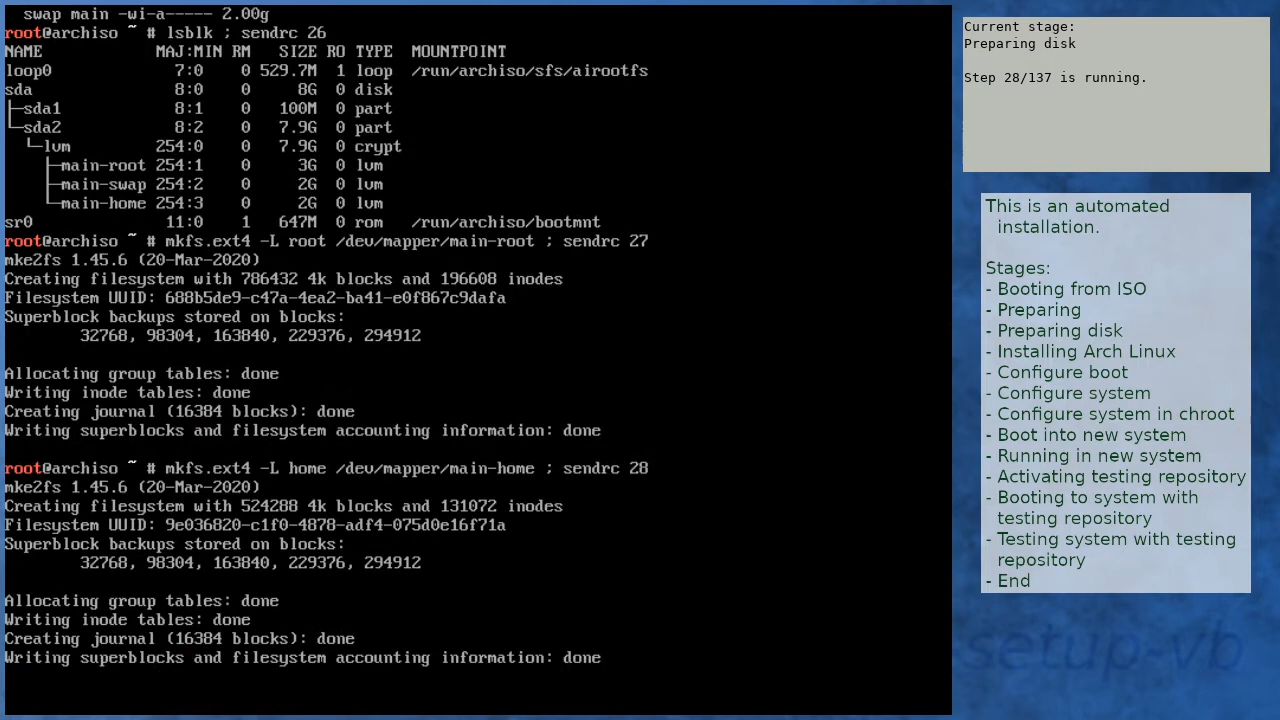 swap main -wi-a----- 2.00g
root@archiso ~ # lsblk ; sendrc 26
NAME            MAJ:MIN RM   SIZE RO TYPE  MOUNTPOINT
loop0             7:0    0 529.7M  1 loop  /run/archiso/sfs/airootfs
sda               8:0    0     8G  0 disk
├─sda1            8:1    0   100M  0 part
└─sda2            8:2    0   7.9G  0 part
  └─lvm         254:0    0   7.9G  0 crypt
    ├─main-root 254:1    0     3G  0 lvm
    ├─main-swap 254:2    0     2G  0 lvm
    └─main-home 254:3    0     2G  0 lvm
sr0              11:0    1   647M  0 rom   /run/archiso/bootmnt
root@archiso ~ # mkfs.ext4 -L root /dev/mapper/main-root ; sendrc 27
mke2fs 1.45.6 (20-Mar-2020)
Creating filesystem with 786432 4k blocks and 196608 inodes
Filesystem UUID: 688b5de9-c47a-4ea2-ba41-e0f867c9dafa
Superblock backups stored on blocks:
        32768, 98304, 163840, 229376, 294912
Allocating group tables: done
Writing inode tables: done
Creating journal (16384 blocks): done
Writing superblocks and filesystem accounting information: done
root@archiso ~ # mkfs.ext4 -L home /dev/mapper/main-home ; sendrc 28
mke2fs 1.45.6 (20-Mar-2020)
Creating filesystem with 524288 4k blocks and 131072 inodes
Filesystem UUID: 9e036820-c1f0-4878-adf4-075d0e16f71a
Superblock backups stored on blocks:
        32768, 98304, 163840, 229376, 294912
Allocating group tables: done
Writing inode tables: done
Creating journal (16384 blocks): done
Writing superblocks and filesystem accounting information: done
Current stage:
Preparing disk
Step 28/137 is running.
This is an automated
installation.
Stages:
- Booting from ISO
- Preparing
- Preparing disk
- Installing Arch Linux
- Configure boot
- Configure system
- Configure system in chroot
- Boot into new system
- Running in new system
- Activating testing repository
- Booting to system with
testing repository
- Testing system with testing
repository
- End
setup-vb